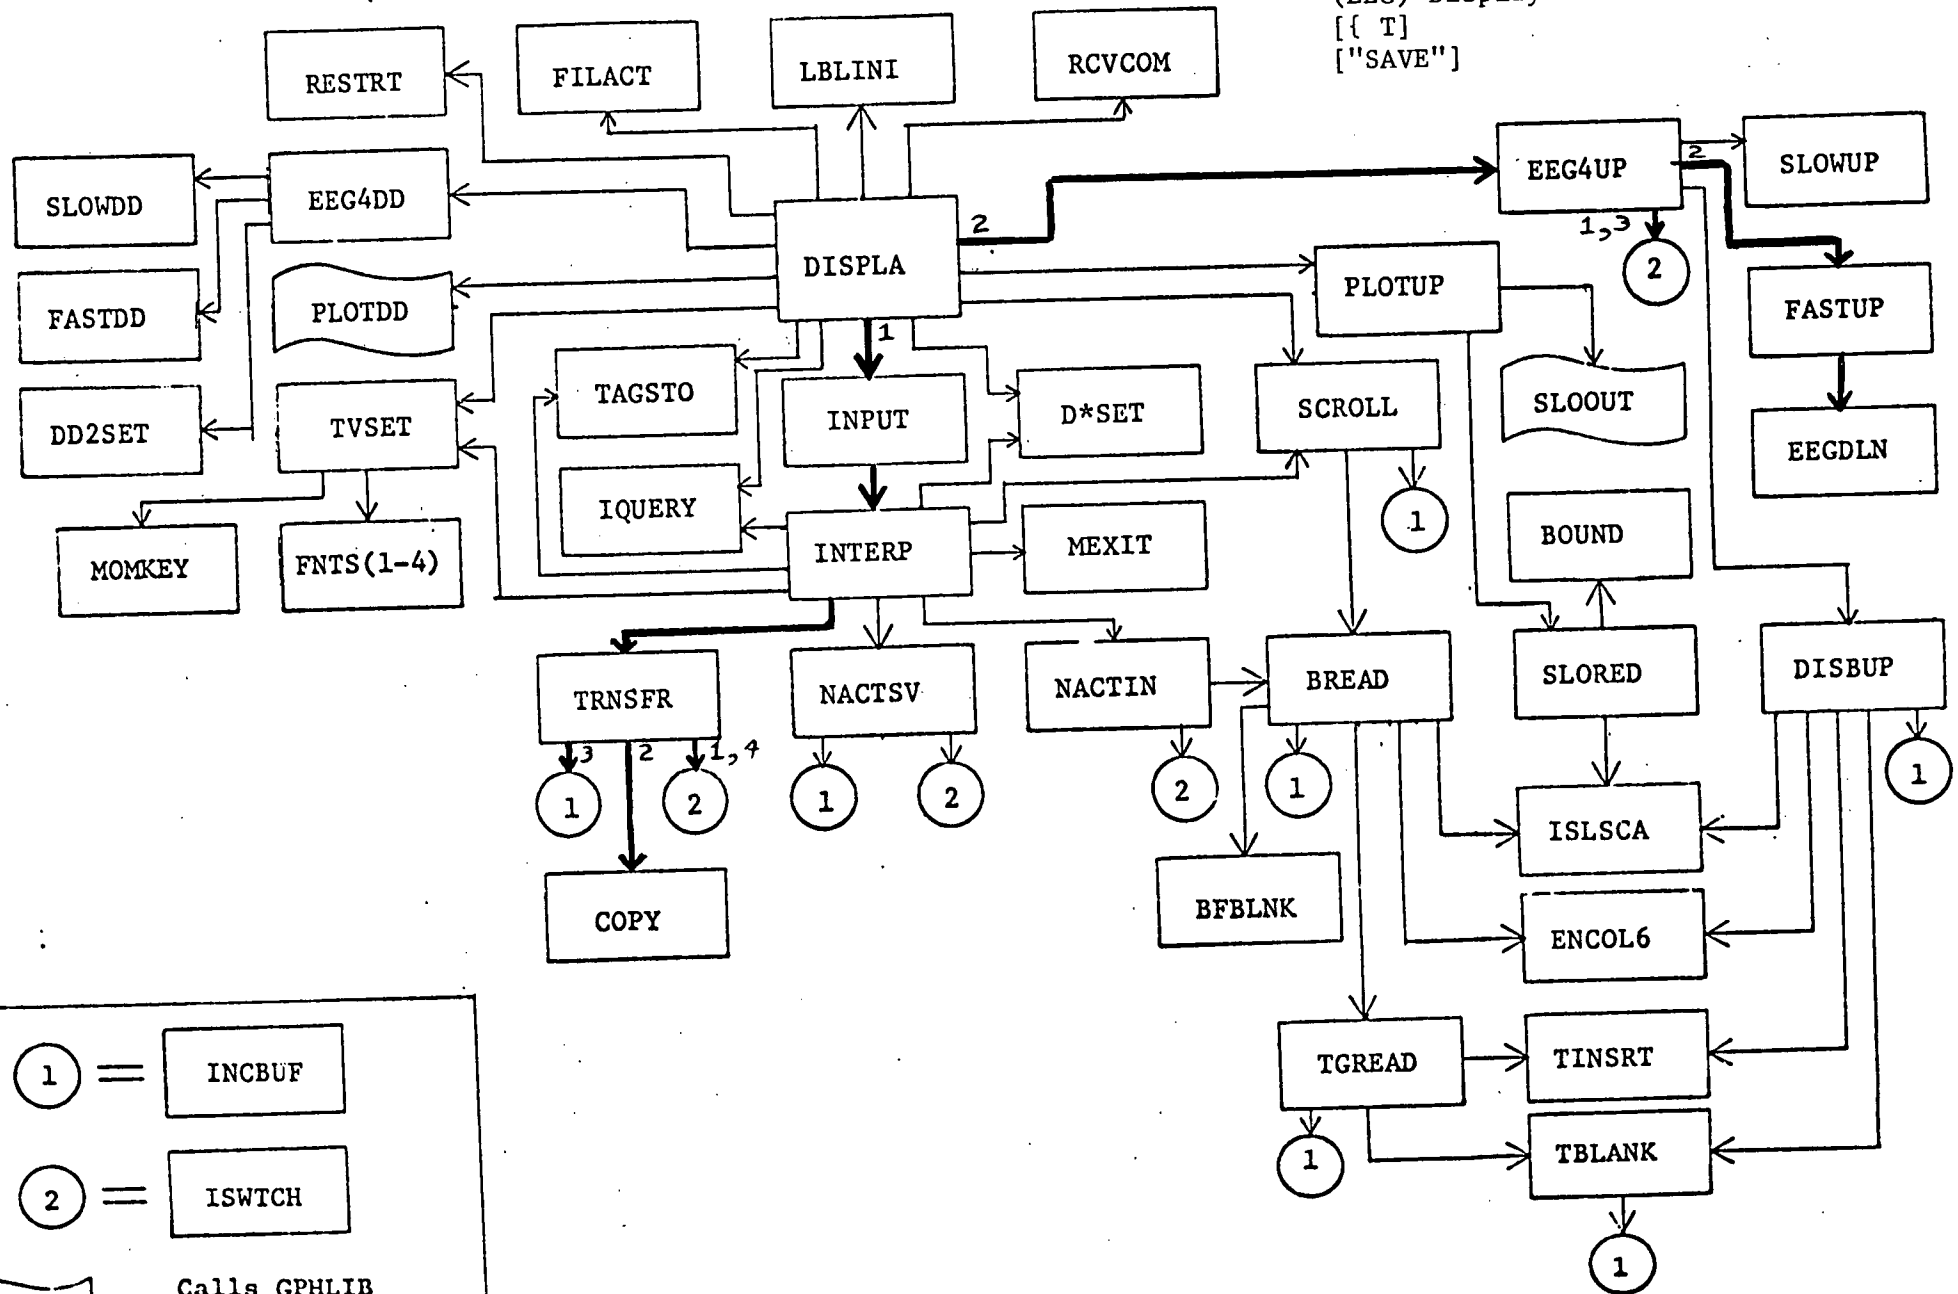 (EEG) Display
[{ T]
["SAVE"]
RESTRT
FILACT
LBLINI
RCVCOM
SLOWDD
EEG4DD
EEG4UP
2
SLOWUP
DISPLA
2
1,3
2
FASTDD
PLOTDD
PLOTUP
FASTUP
1
DD2SET
TVSET
TAGSTO
INPUT
D*SET
SCROLL
SLOOUT
EEGDLN
MOMKEY
FNTS(1-4)
IQUERY
INTERP
MEXIT
1
BOUND
TRNSFR
NACTSV
NACTIN
BREAD
SLORED
DISBUP
3
2
1,4
1
2
1
2
2
1
1
ISLSCA
COPY
BFBLNK
ENCOL6
TGREAD
TINSRT
1
TBLANK
1
1 = INCBUF
2 = ISWTCH
Calls GPHLIB